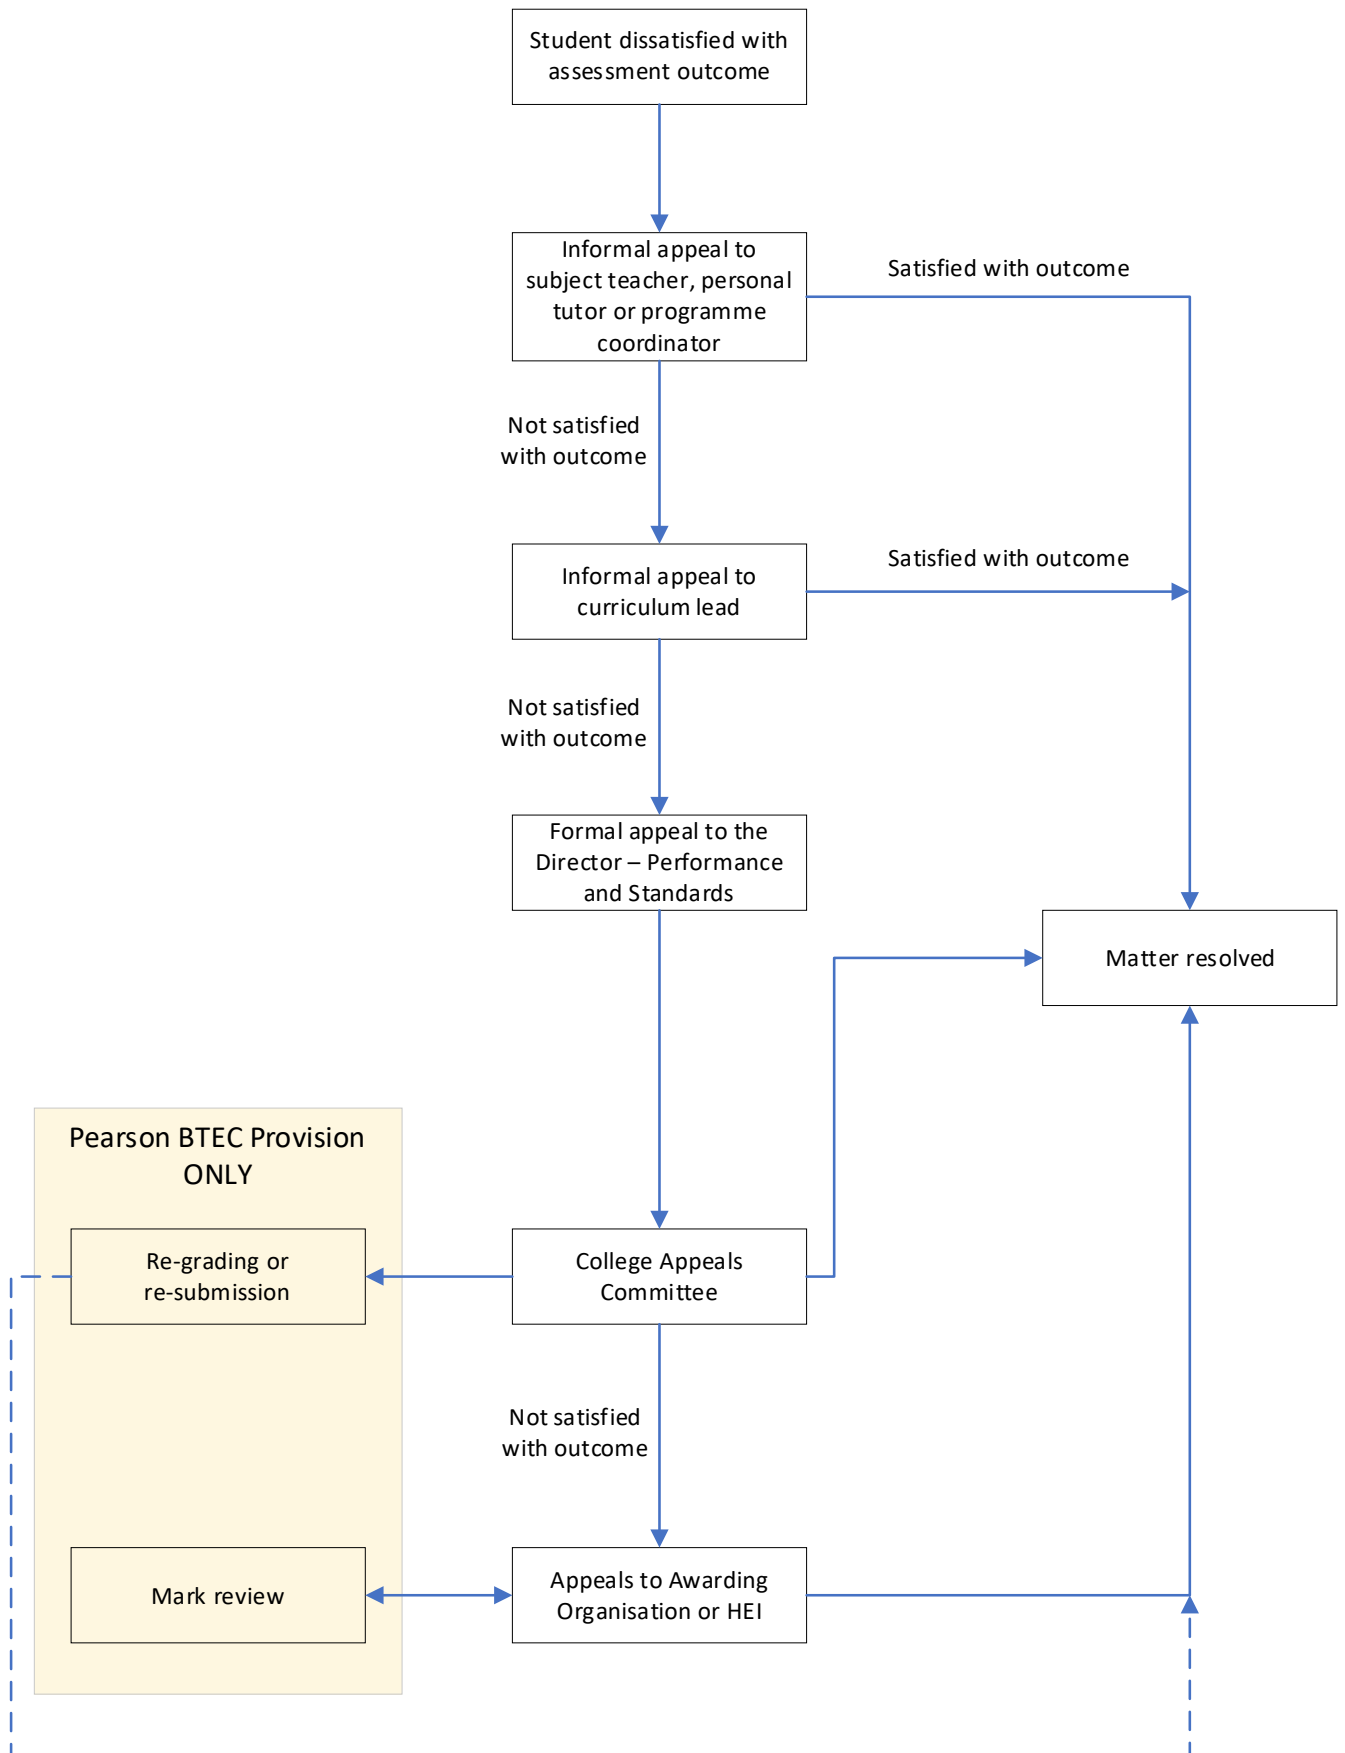 Student dissatisfied with
assessment outcome
Informal appeal to
subject teacher, personal
tutor or programme
coordinator
Satisfied with outcome
Not satisfied
with outcome
Informal appeal to
curriculum lead
Satisfied with outcome
Not satisfied
with outcome
Formal appeal to the
Director – Performance
and Standards
Matter resolved
Pearson BTEC Provision
ONLY
Re-grading or
re-submission
College Appeals
Committee
Not satisfied
with outcome
Mark review
Appeals to Awarding
Organisation or HEI